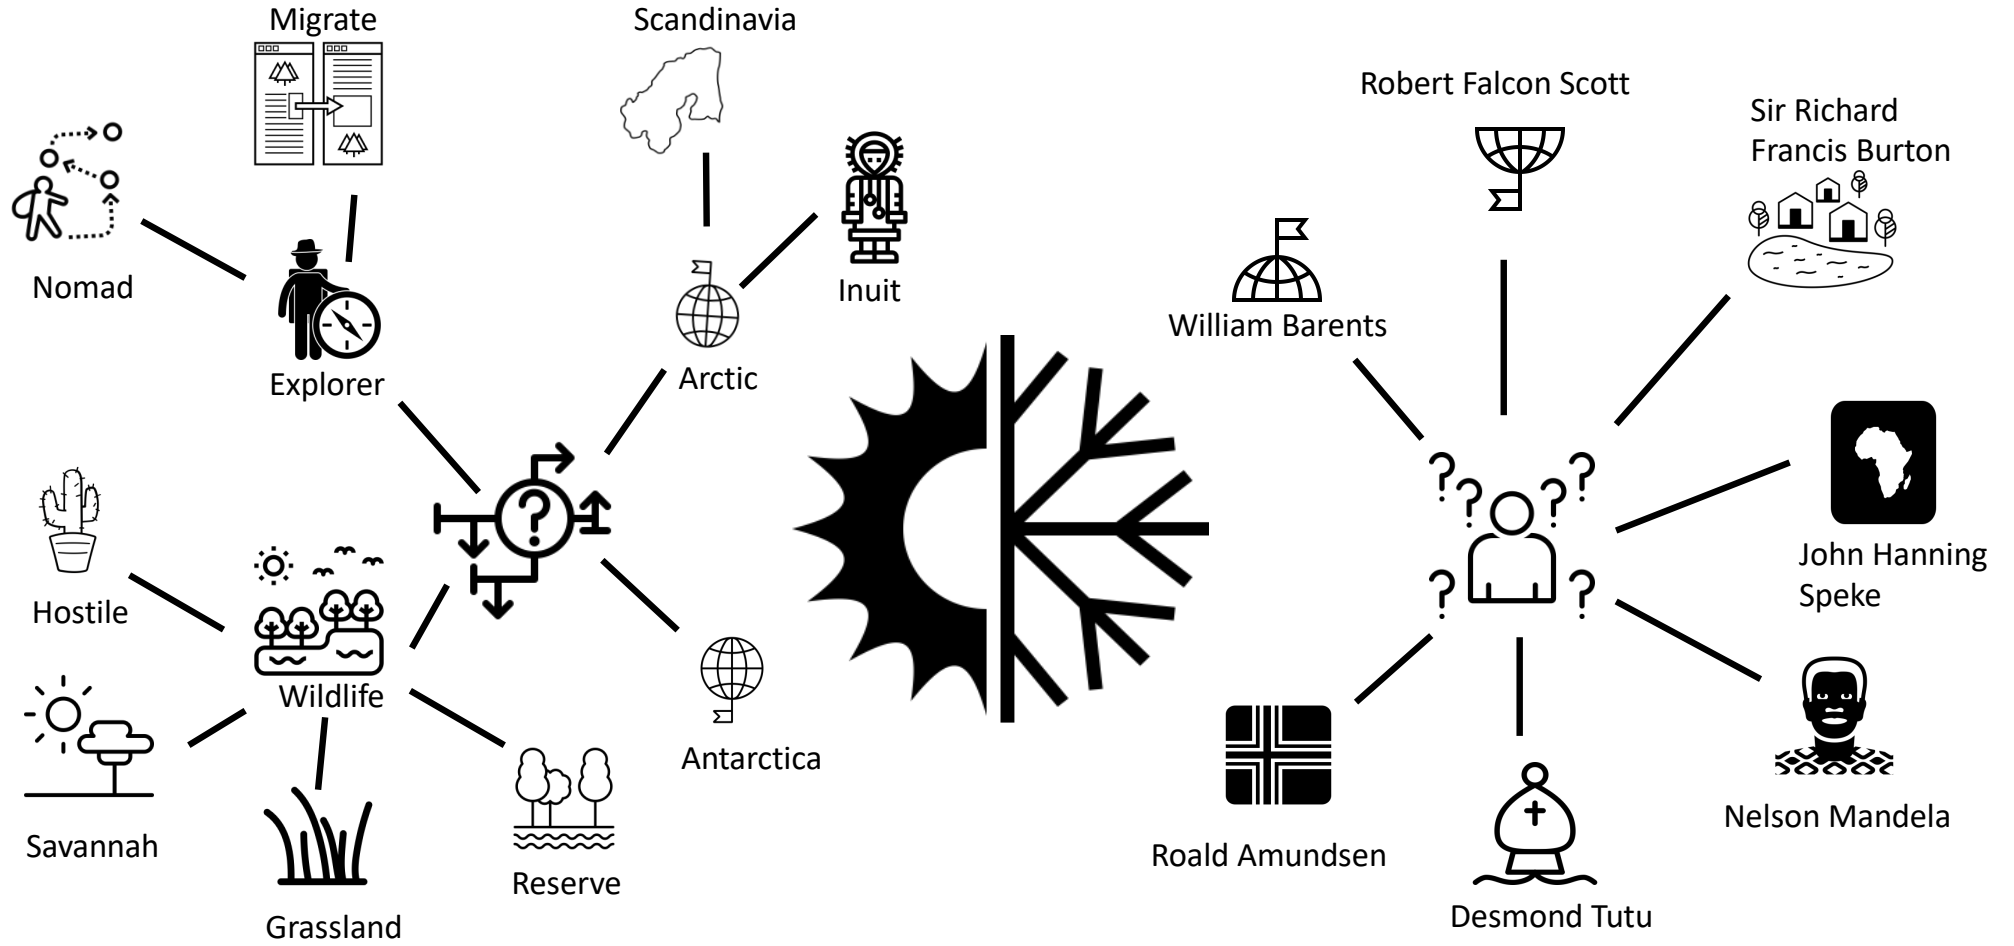 Migrate
Scandinavia
Robert Falcon Scott
Sir Richard
Francis Burton
Nomad
Inuit
William Barents
Explorer
Arctic
John Hanning
Speke
Hostile
Wildlife
Antarctica
Nelson Mandela
Savannah
Reserve
Roald Amundsen
Grassland
Desmond Tutu